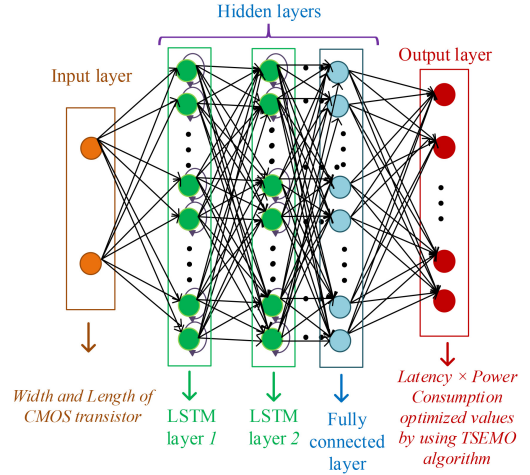 Hidden layers
Input layer
Output layer
Width and Length of
CMOS transistor
LSTM
layer 1
LSTM
layer 2
Fully
connected
layer
Latency × Power
Consumption
optimized values
by using TSEMO
algorithm